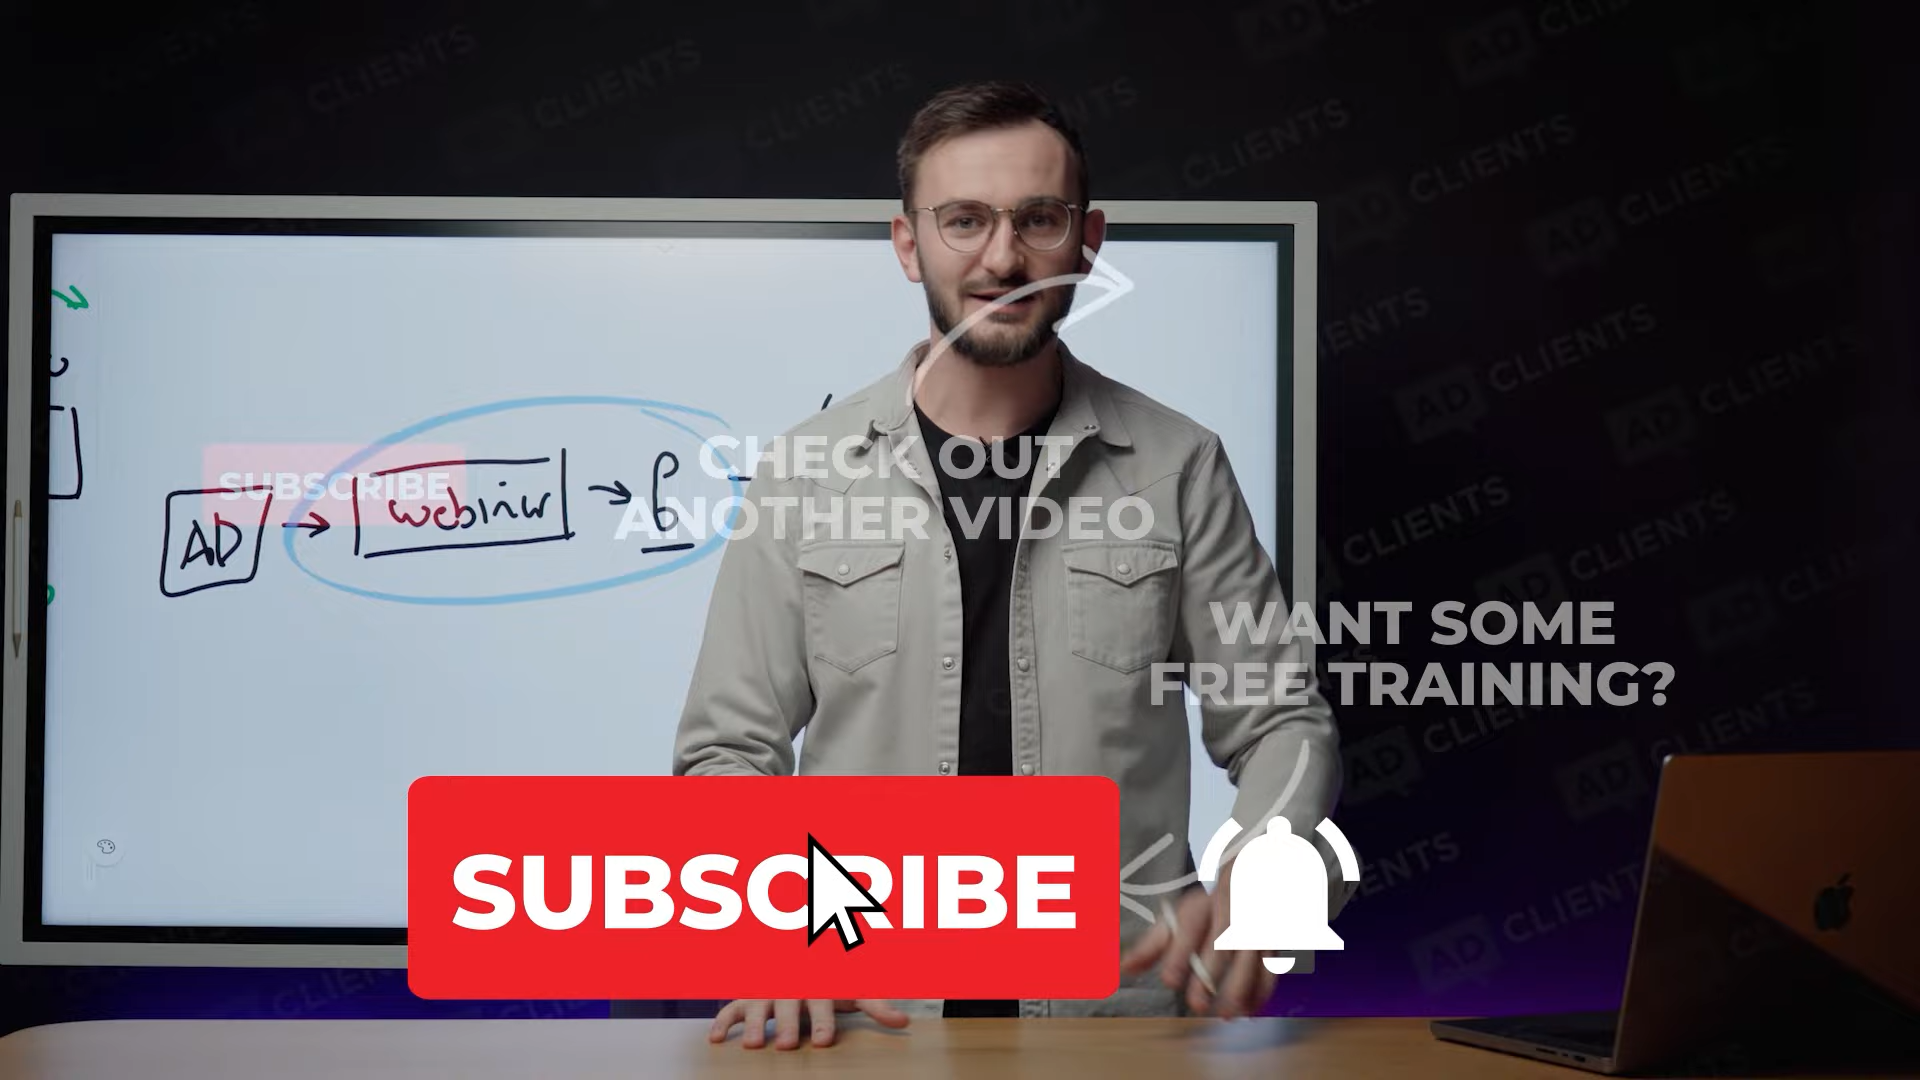 AD CLIENTS
SUBSCRIBE
AD
webinar
CHECK OUT
ANOTHER VIDEO
WANT SOME
FREE TRAINING?
SUBSCRIBE